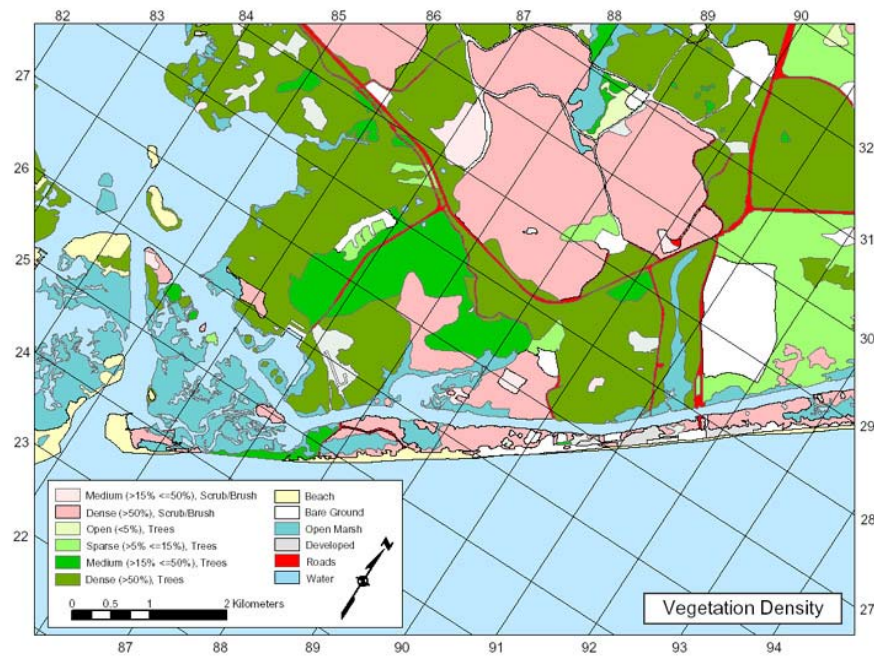 82 83 84 85 86 87 88 89 90
27
26
25
24
23
22
32
31
30
29
28
27
Medium (>15% <=50%), Scrub/Brush
Dense (>50%), Scrub/Brush
Open (<5%), Trees
Sparse (>5% <=15%), Trees
Medium (>15% <=50%), Trees
Dense (>50%), Trees
Beach
Bare Ground
Open Marsh
Developed
Roads
Water
0 0.5 1 2 Kilometers
N
Vegetation Density
87 88 89 90 91 92 93 94